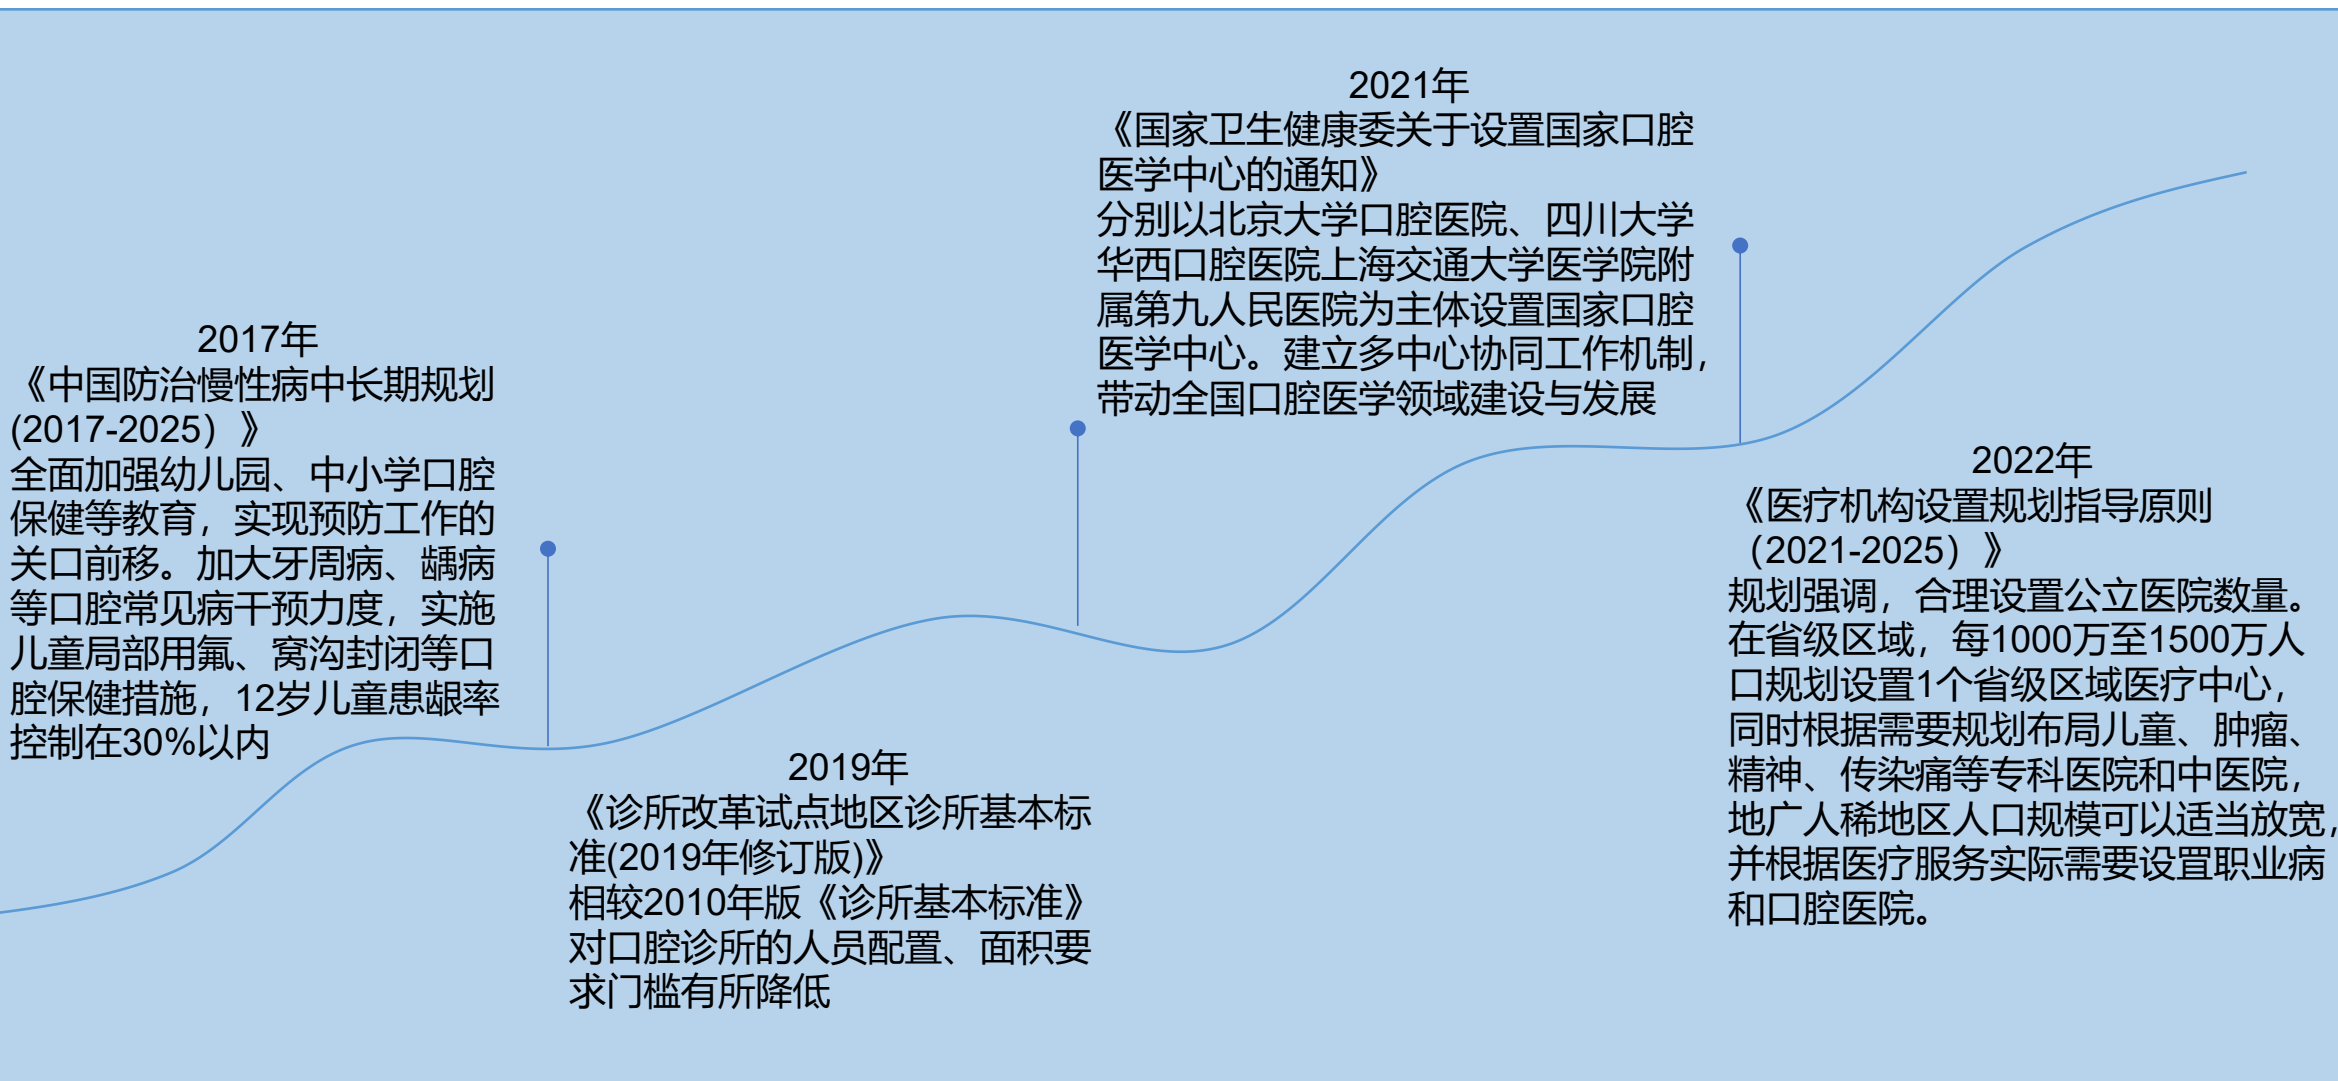 2017年
《中国防治慢性病中长期规划
(2017-2025）》
全面加强幼儿园、中小学口腔
保健等教育，实现预防工作的
关口前移。加大牙周病、龋病
等口腔常见病干预力度，实施
儿童局部用氟、窝沟封闭等口
腔保健措施，12岁儿童患龈率
控制在30%以内
2019年
《诊所改革试点地区诊所基本标
准(2019年修订版)》
相较2010年版《诊所基本标准》
对口腔诊所的人员配置、面积要
求门槛有所降低
2021年
《国家卫生健康委关于设置国家口腔
医学中心的通知》
分别以北京大学口腔医院、四川大学
华西口腔医院上海交通大学医学院附
属第九人民医院为主体设置国家口腔
医学中心。建立多中心协同工作机制，
带动全国口腔医学领域建设与发展
2022年
《医疗机构设置规划指导原则
（2021-2025）》
规划强调，合理设置公立医院数量。
在省级区域，每1000万至1500万人
口规划设置1个省级区域医疗中心，
同时根据需要规划布局儿童、肿瘤、
精神、传染痛等专科医院和中医院，
地广人稀地区人口规模可以适当放宽，
并根据医疗服务实际需要设置职业病
和口腔医院。